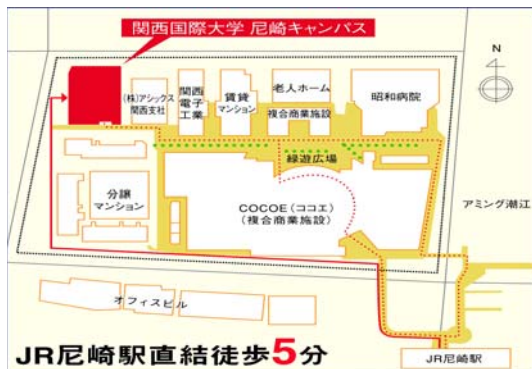 関西国際大学 尼崎キャンパス
N
(株)アシックス
関西支社
関西
電子
工業
賃貸
マンション
老人ホーム
複合商業施設
昭和病院
緑遊広場
分譲
マンション
COCOE(ココエ)
(複合商業施設)
アミング潮江
オフィスビル
JR尼崎駅直結徒歩5分
JR尼崎駅